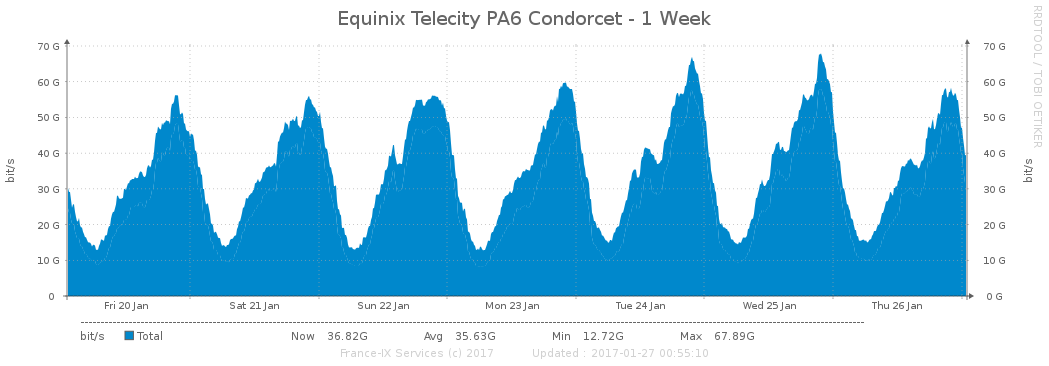 Equinix Telecity PA6 Condorcet - 1 Week
RRDTOOL / TOBI OETIKER
70 G 70 G
60 G 60 G
50 G 50 G
40 G 40 G
bit/s bit/s
30 G 30 G
20 G 20 G
10 G 10 G
0 0 G
Fri 20 Jan Sat 21 Jan Sun 22 Jan Mon 23 Jan Tue 24 Jan Wed 25 Jan Thu 26 Jan
bit/s Total Now 36.82G Avg 35.63G Min 12.72G Max 67.89G
France-IX Services (c) 2017 Updated : 2017-01-27 00:55:10